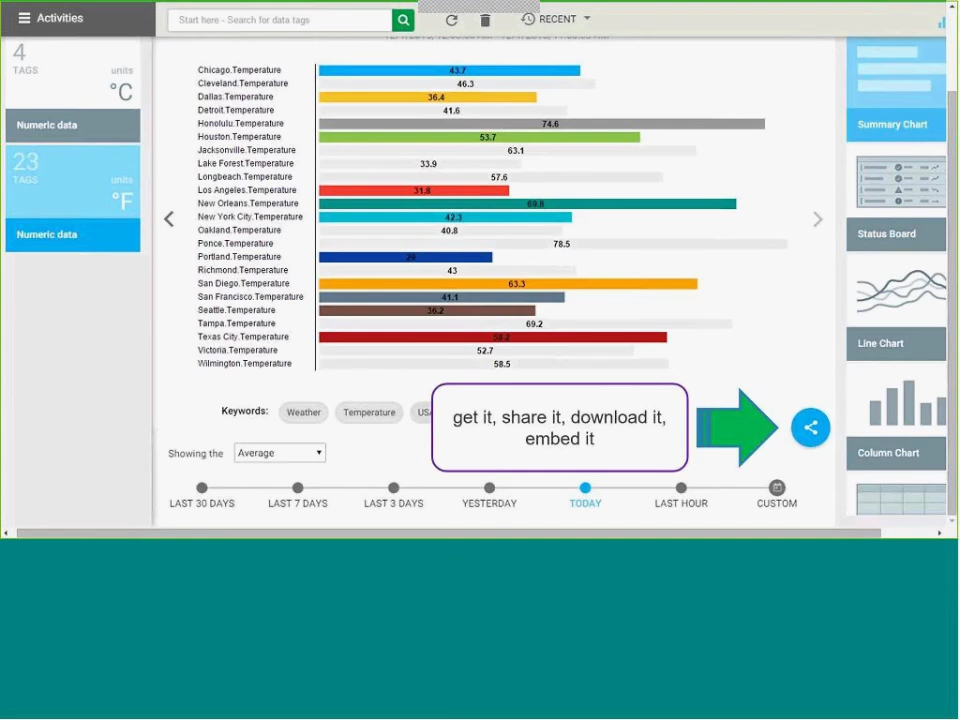 Activities
Start here - Search for data tags
RECENT
4
TAGS
units
°C
Numeric data
23
TAGS
units
°F
Numeric data
Chicago.Temperature 43.7
Cleveland.Temperature 46.3
Dallas.Temperature 36.4
Detroit.Temperature 41.6
Honolulu.Temperature 74.6
Houston.Temperature 53.7
Jacksonville.Temperature 63.1
Lake Forest.Temperature 33.9
Longbeach.Temperature 57.6
Los Angeles.Temperature 31.8
New Orleans.Temperature 69.8
New York City.Temperature 42.3
Oakland.Temperature 40.8
Ponce.Temperature 78.5
Portland.Temperature 29
Richmond.Temperature 43
San Diego.Temperature 63.3
San Francisco.Temperature 41.1
Seattle.Temperature 36.2
Tampa.Temperature 69.2
Texas City.Temperature 58.2
Victoria.Temperature 52.7
Wilmington.Temperature 58.5
Keywords: Weather Temperature
get it, share it, download it,
embed it
Showing the Average
LAST 30 DAYS LAST 7 DAYS LAST 3 DAYS YESTERDAY TODAY LAST HOUR CUSTOM
Summary Chart
Status Board
Line Chart
Column Chart